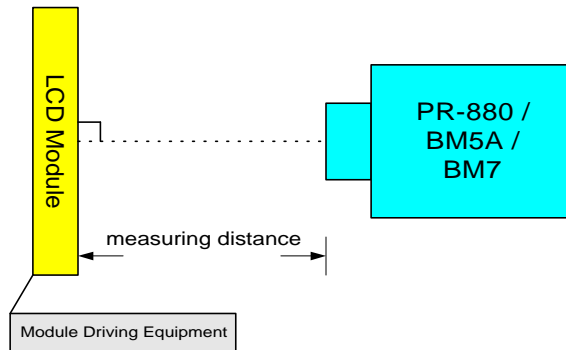 LCD Module
PR-880 /
BM5A /
BM7
measuring distance
Module Driving Equipment